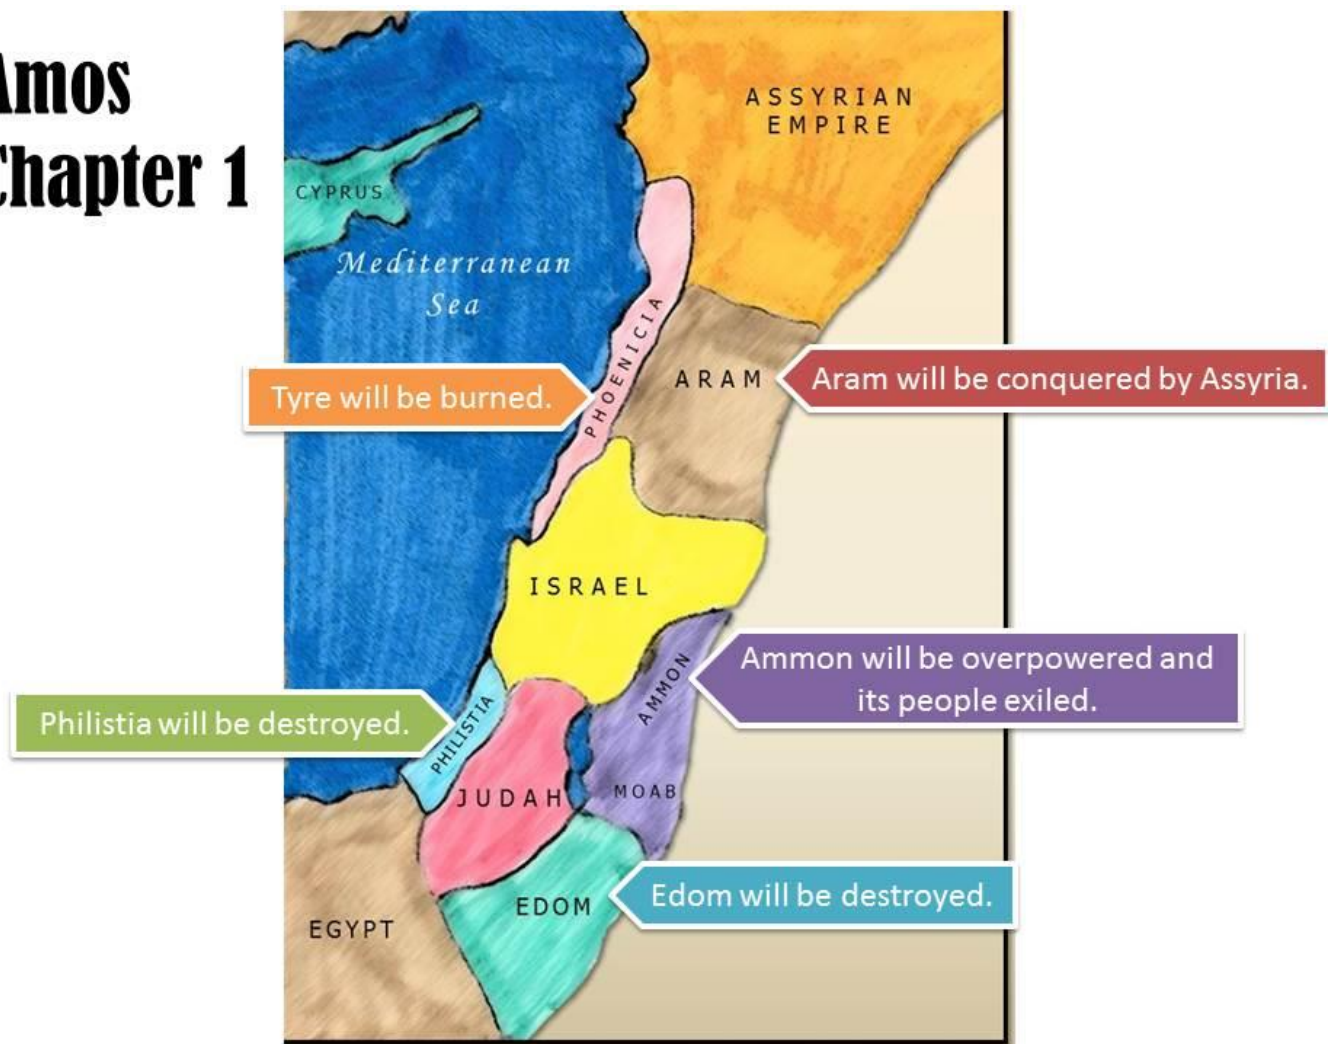 Amos
Chapter 1
ASSYRIAN
EMPIRE
CYPRUS
Mediterranean
Sea
PHOENICIA
ARAM
Aram will be conquered by Assyria.
Tyre will be burned.
ISRAEL
Ammon will be overpowered and
its people exiled.
AMMON
Philistia will be destroyed.
PHILISTIA
JUDAH
MOAB
EDOM
Edom will be destroyed.
EGYPT